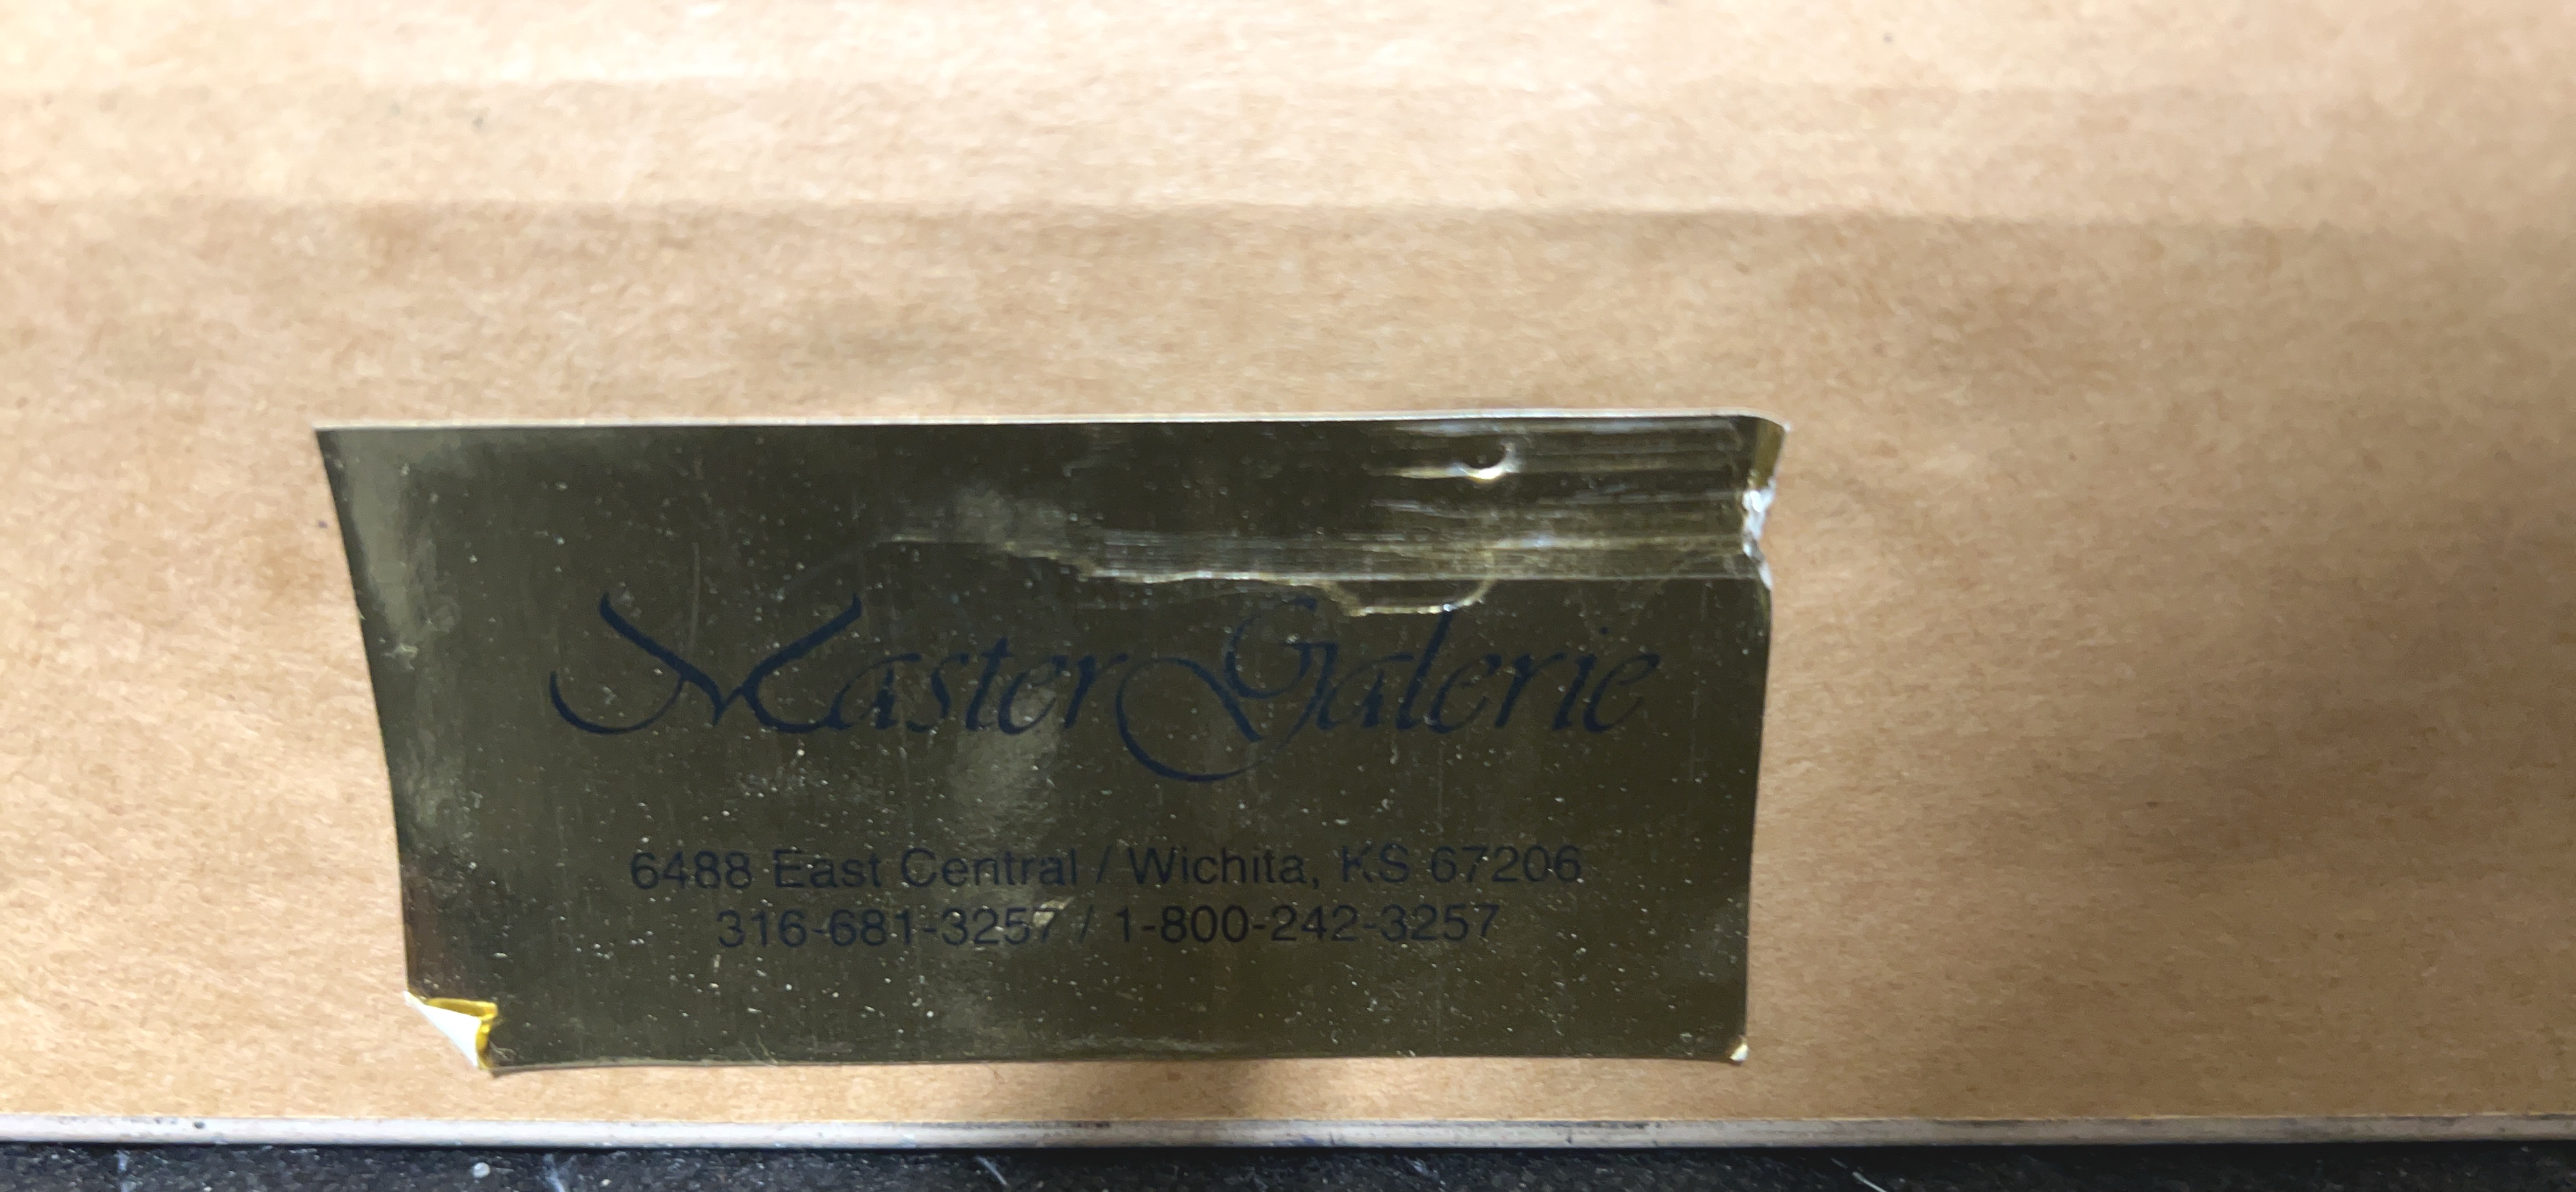 Master Galerie
6488 East Central / Wichita, KS 67206
316-681-3257 / 1-800-242-3257